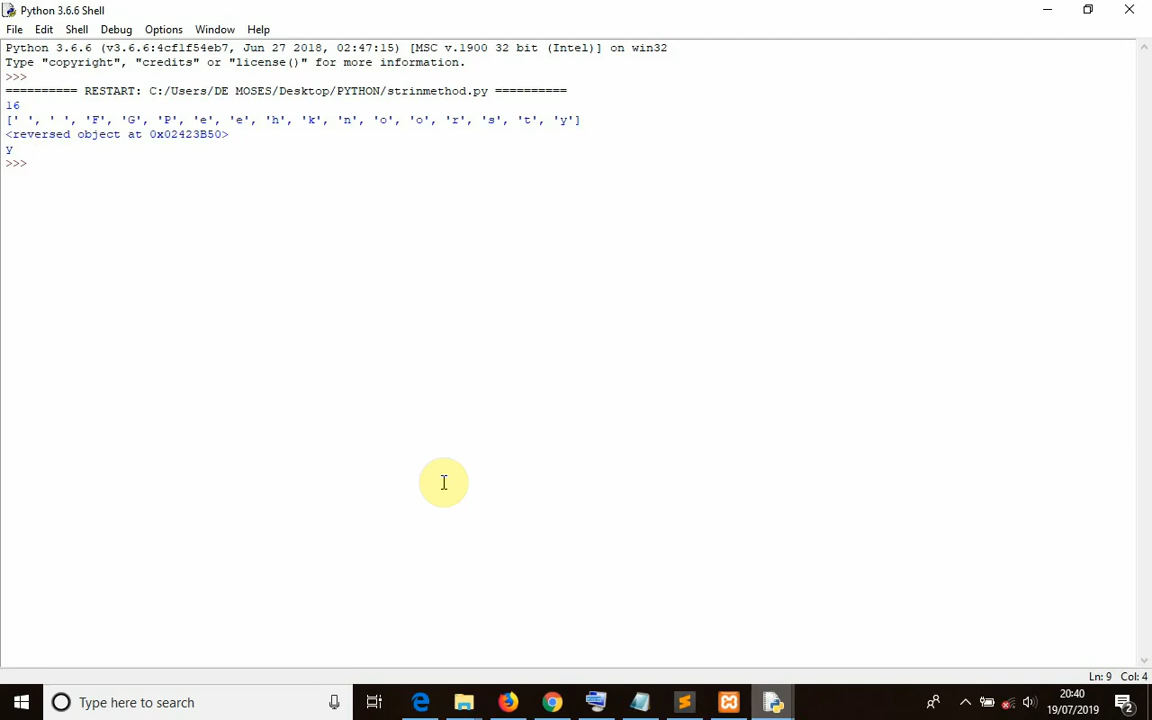 Python 3.6.6 Shell
File Edit Shell Debug Options Window Help
Python 3.6.6 (v3.6.6:4cf1f54eb7, Jun 27 2018, 02:47:15) [MSC v.1900 32 bit (Intel)] on win32
Type "copyright", "credits" or "license()" for more information.
>>>
========== RESTART: C:/Users/DE MOSES/Desktop/PYTHON/strinmethod.py ==========
16
[' ', ' ', 'F', 'G', 'P', 'e', 'e', 'h', 'k', 'n', 'o', 'o', 'r', 's', 't', 'y']
<reversed object at 0x02423B50>
y
>>>
Ln: 9 Col: 4
Type here to search
20:40
19/07/2019
2